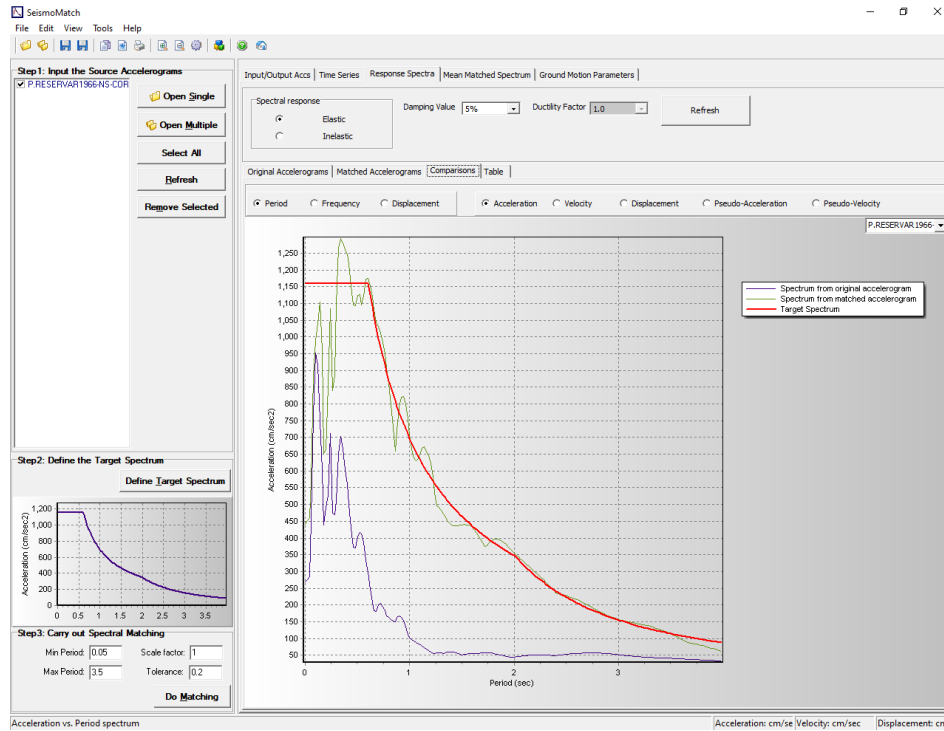 SeismoMatch
File Edit View Tools Help
Step1: Input the Source Accelerograms
P.RESERVAR1966-NS-COR
Open Single
Open Multiple
Select All
Refresh
Remove Selected
Step2: Define the Target Spectrum
Define Target Spectrum
1,200
1,000
800
600
400
200
0
Acceleration (cm/sec2)
0 0.5 1 1.5 2 2.5 3 3.5
Step3: Carry out Spectral Matching
Min Period: 0.05 Scale factor: 1
Max Period: 3.5 Tolerance: 0.2
Do Matching
Input/Output Accs Time Series Response Spectra Mean Matched Spectrum Ground Motion Parameters
Spectral response
Elastic
Inelastic
Damping Value 5% Ductility Factor 1.0 Refresh
Original Accelerograms Matched Accelerograms Comparisons Table
Period Frequency Displacement Acceleration Velocity Displacement Pseudo-Acceleration Pseudo-Velocity
P.RESERVAR1966-
1,250
1,200
1,150
1,100
1,050
1,000
950
900
850
800
750
700
650
600
550
500
450
400
350
300
250
200
150
100
50
Acceleration (cm/sec2)
0 1 2 3
Period (sec)
Spectrum from original accelerogram
Spectrum from matched accelerogram
Target Spectrum
Acceleration vs. Period spectrum Acceleration: cm/se Velocity: cm/sec Displacement: cm